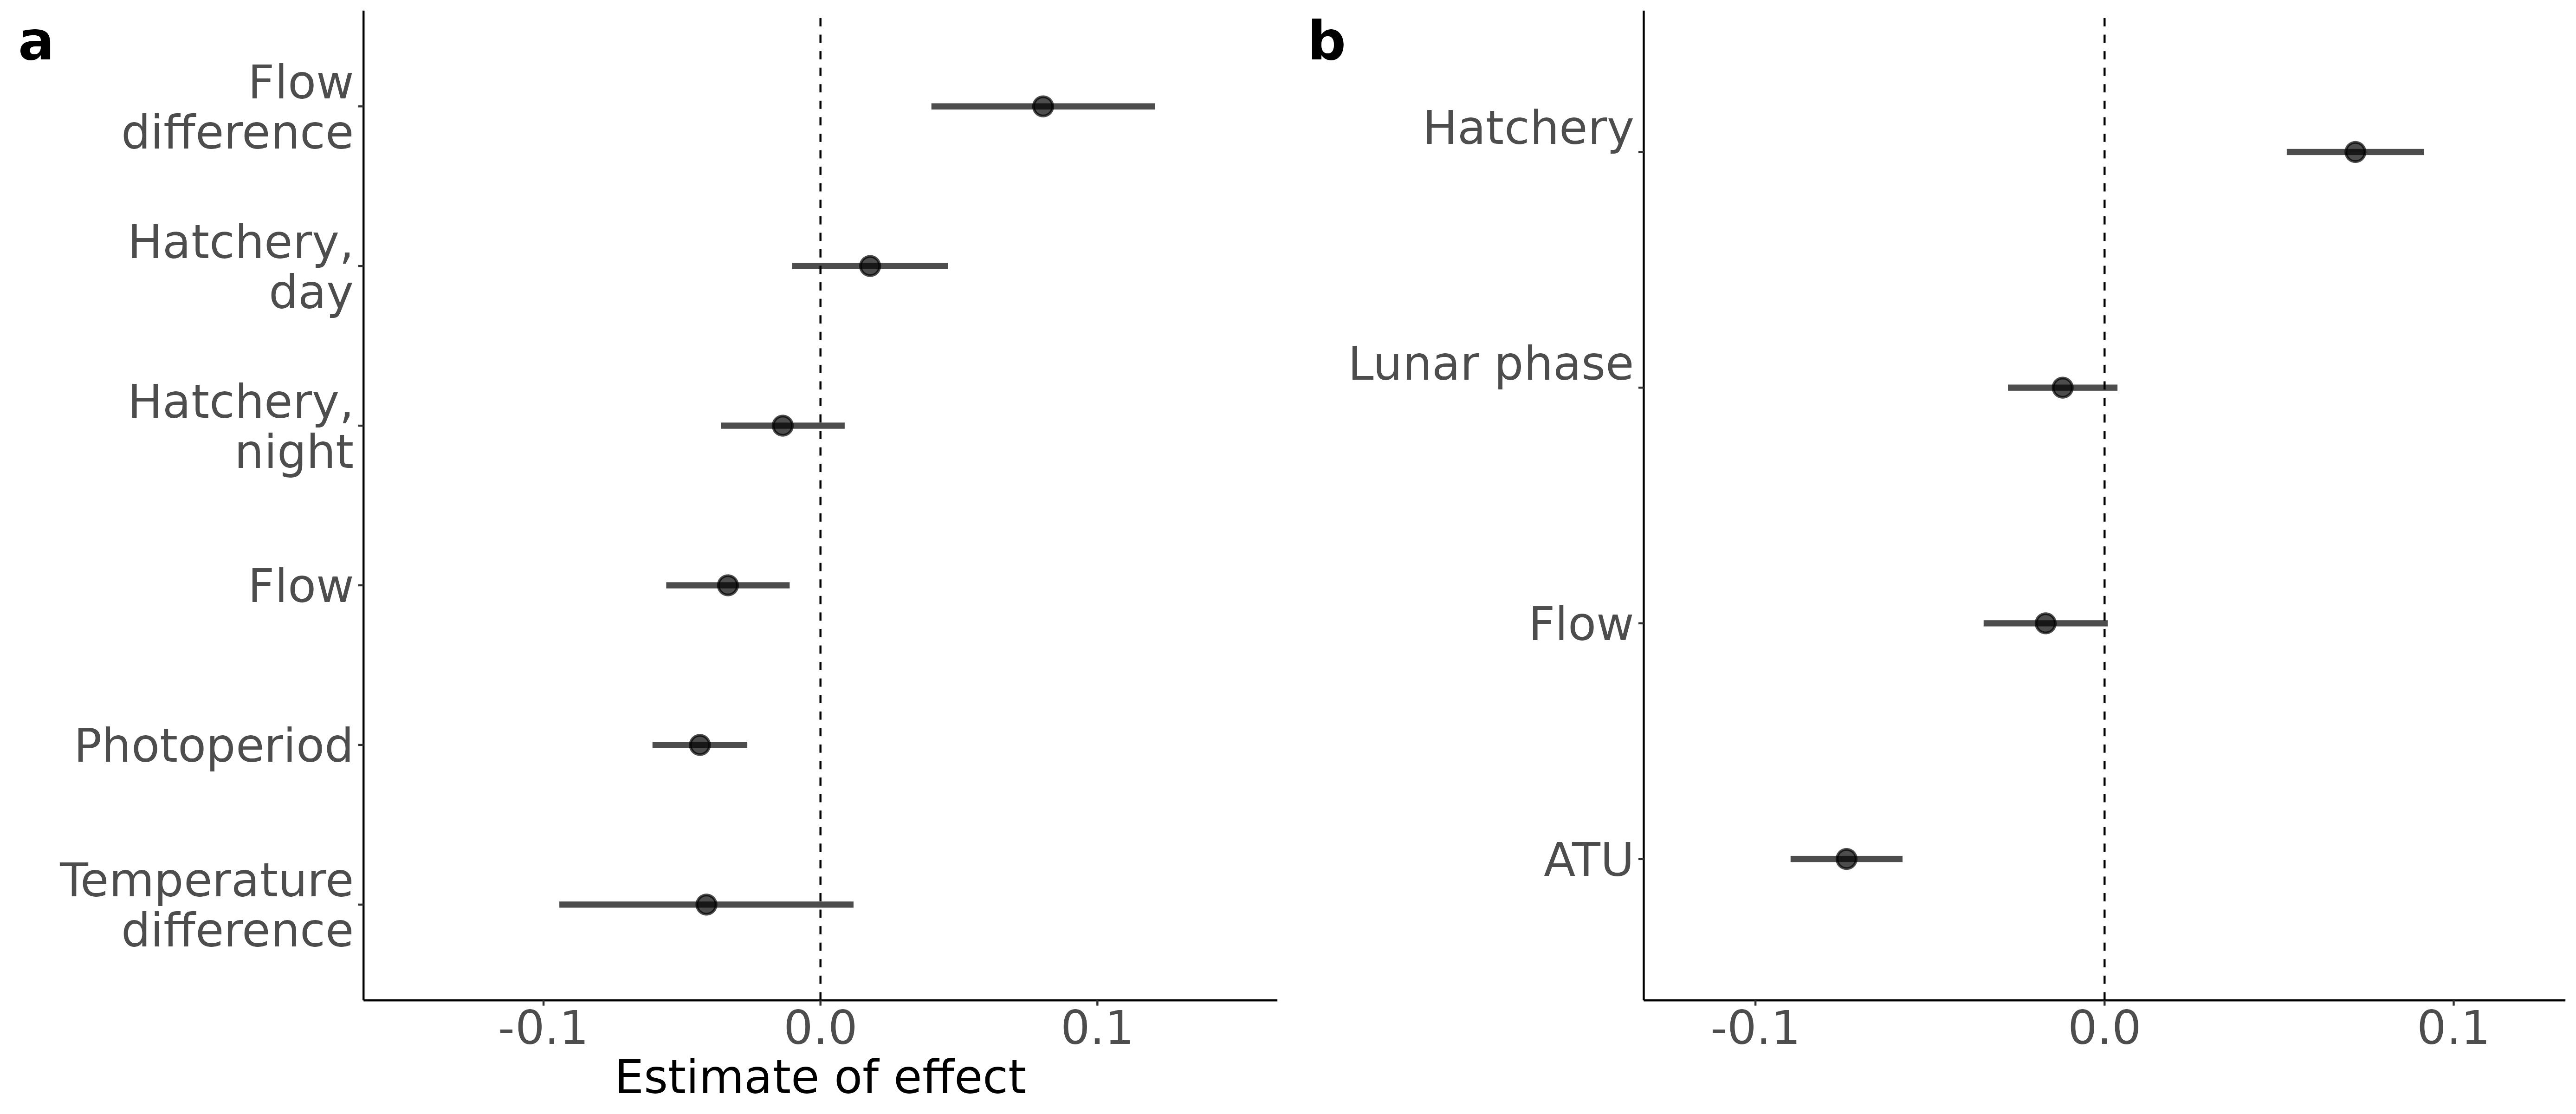 a
Flow
difference
Hatchery,
day
Hatchery,
night
Flow
Photoperiod
Temperature
difference
-0.1 0.0 0.1
Estimate of effect
b
Hatchery
Lunar phase
Flow
ATU
-0.1 0.0 0.1